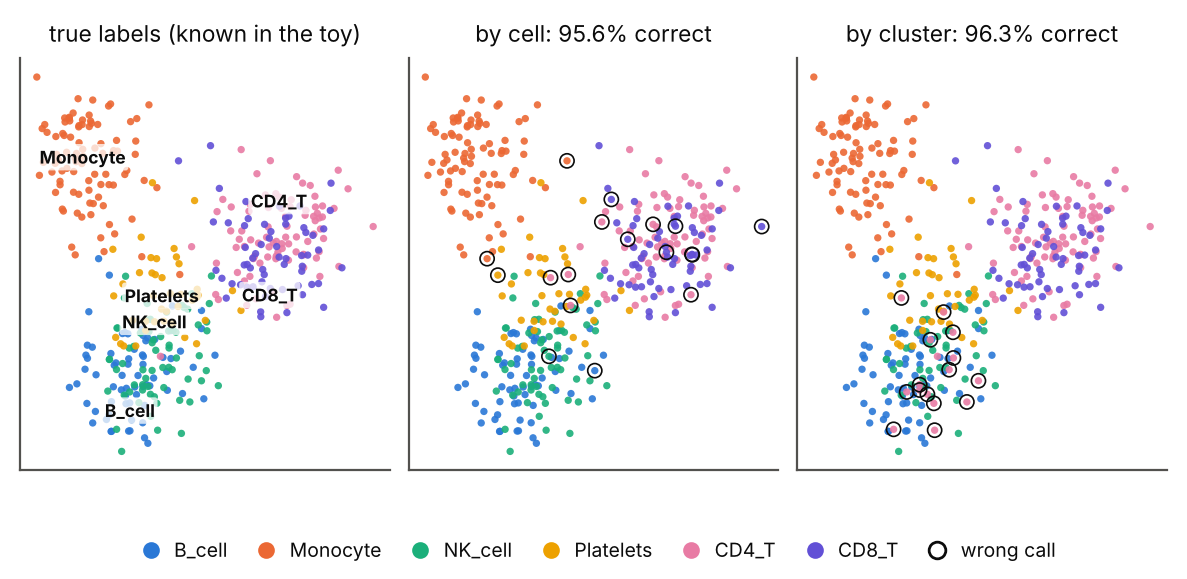 true labels (known in the toy)
by cell: 95.6% correct
by cluster: 96.3% correct
Monocyte
CD4_T
Platelets
CD8_T
NK_cell
B_cell
B_cell
Monocyte
NK_cell
Platelets
CD4_T
CD8_T
wrong call